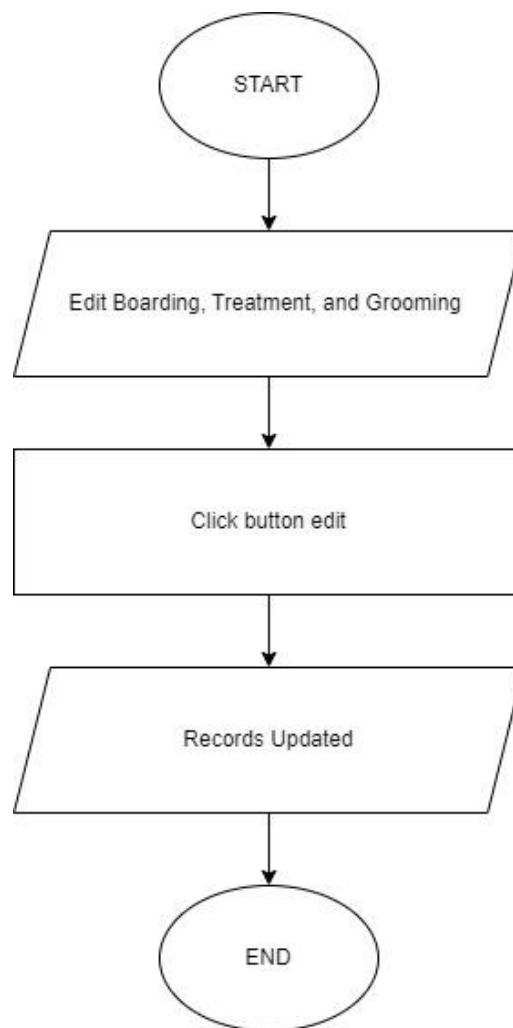 START
Edit Boarding, Treatment, and Grooming
Click button edit
Records Updated
END